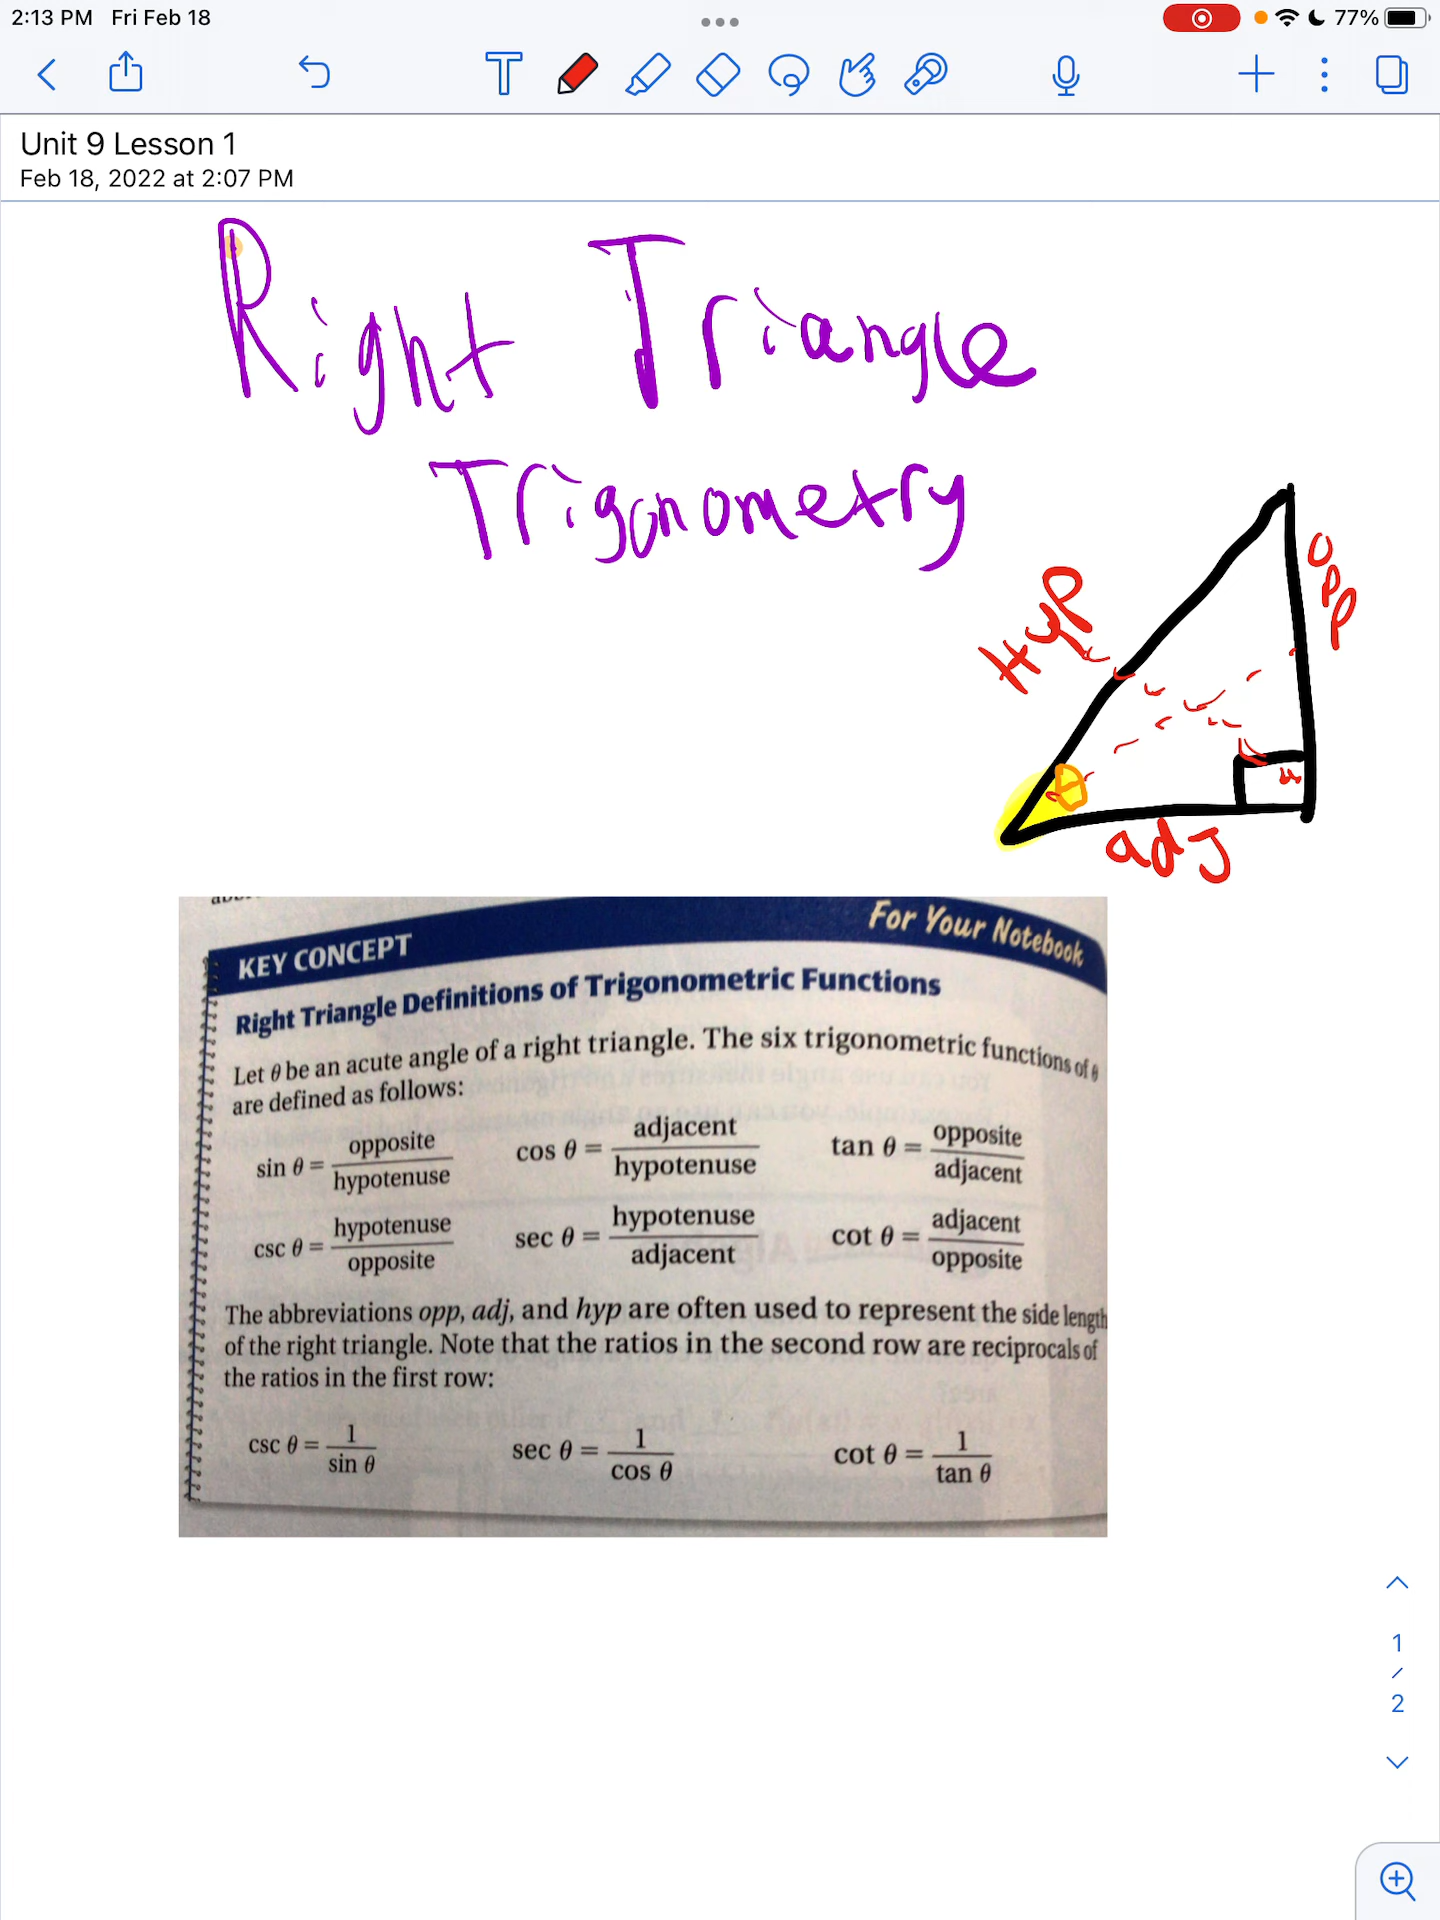 2:13 PM Fri Feb 18
77%
Unit 9 Lesson 1
Feb 18, 2022 at 2:07 PM
Right Triangle
Trigonometry
Hyp
opp
θ
adj
KEY CONCEPT
For Your Notebook
Right Triangle Definitions of Trigonometric Functions
Let θ be an acute angle of a right triangle. The six trigonometric functions of θ
are defined as follows:
sin θ = opposite/hypotenuse cos θ = adjacent/hypotenuse tan θ = opposite/adjacent
csc θ = hypotenuse/opposite sec θ = hypotenuse/adjacent cot θ = adjacent/opposite
The abbreviations opp, adj, and hyp are often used to represent the side length
of the right triangle. Note that the ratios in the second row are reciprocals of
the ratios in the first row:
csc θ = 1/sin θ sec θ = 1/cos θ cot θ = 1/tan θ
1
/
2